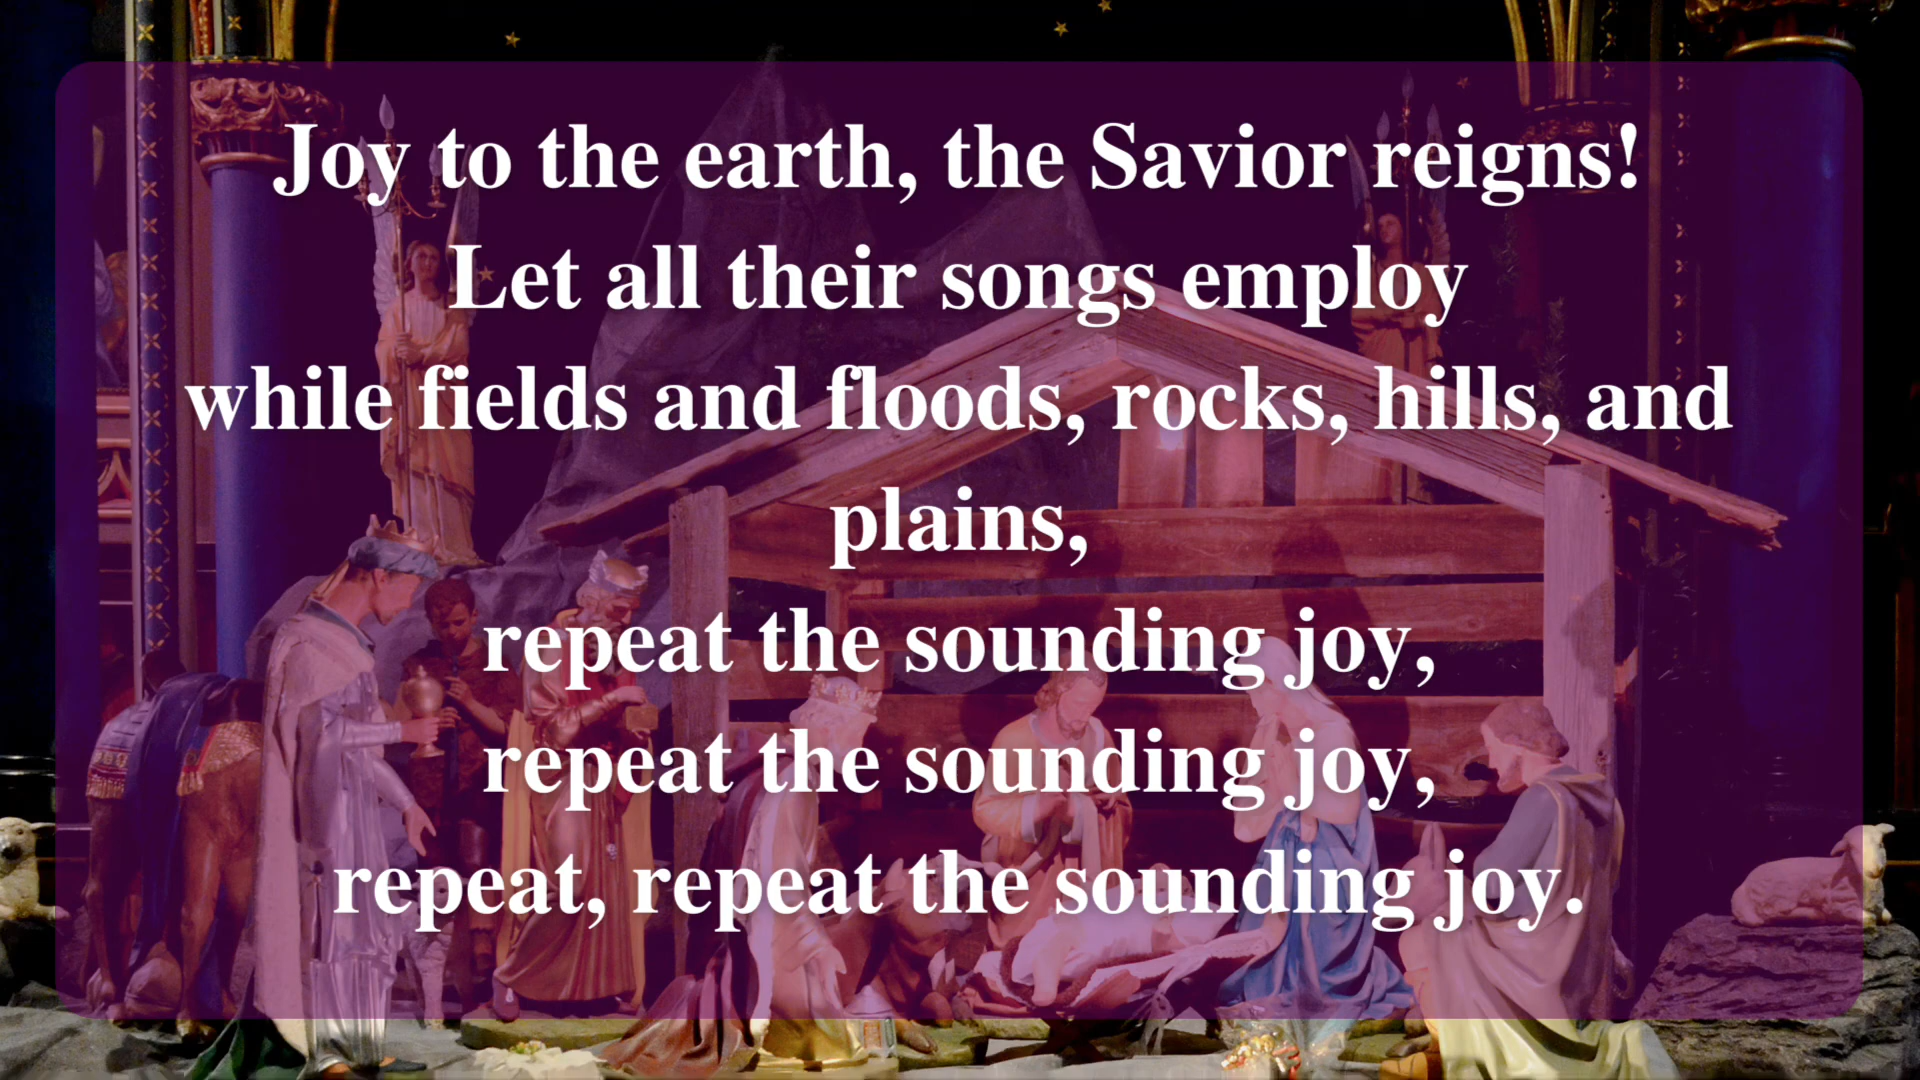 Joy to the earth, the Savior reigns!
Let all their songs employ
while fields and floods, rocks, hills, and
plains,
repeat the sounding joy,
repeat the sounding joy,
repeat, repeat the sounding joy.